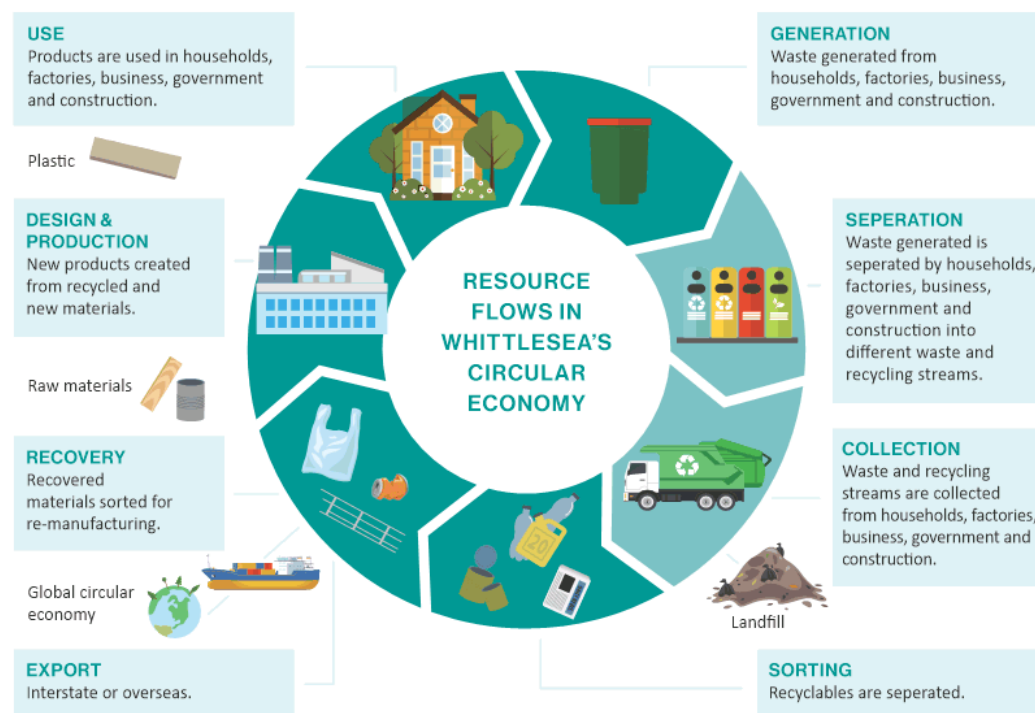 USE
Products are used in households,
factories, business, government
and construction.
Plastic
DESIGN &
PRODUCTION
New products created
from recycled and
new materials.
Raw materials
RECOVERY
Recovered
materials sorted for
re-manufacturing.
Global circular
economy
EXPORT
Interstate or overseas.
RESOURCE
FLOWS IN
WHITTLESEA'S
CIRCULAR
ECONOMY
20
GENERATION
Waste generated from
households, factories, business,
government and construction.
SEPERATION
Waste generated is
seperated by households,
factories, business,
government and
construction into
different waste and
recycling streams.
COLLECTION
Waste and recycling
streams are collected
from households, factories,
business, government and
construction.
Landfill
SORTING
Recyclables are seperated.